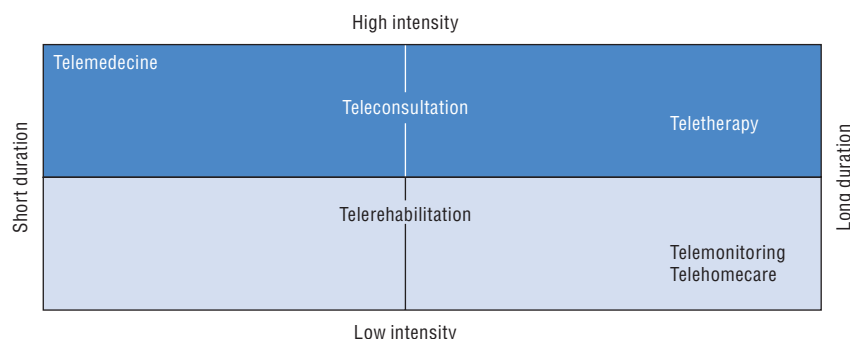 High intensity
Telemedecine
Teleconsultation
Teletherapy
Short duration
Long duration
Telerehabilitation
Telemonitoring
Telehomecare
Low intensity